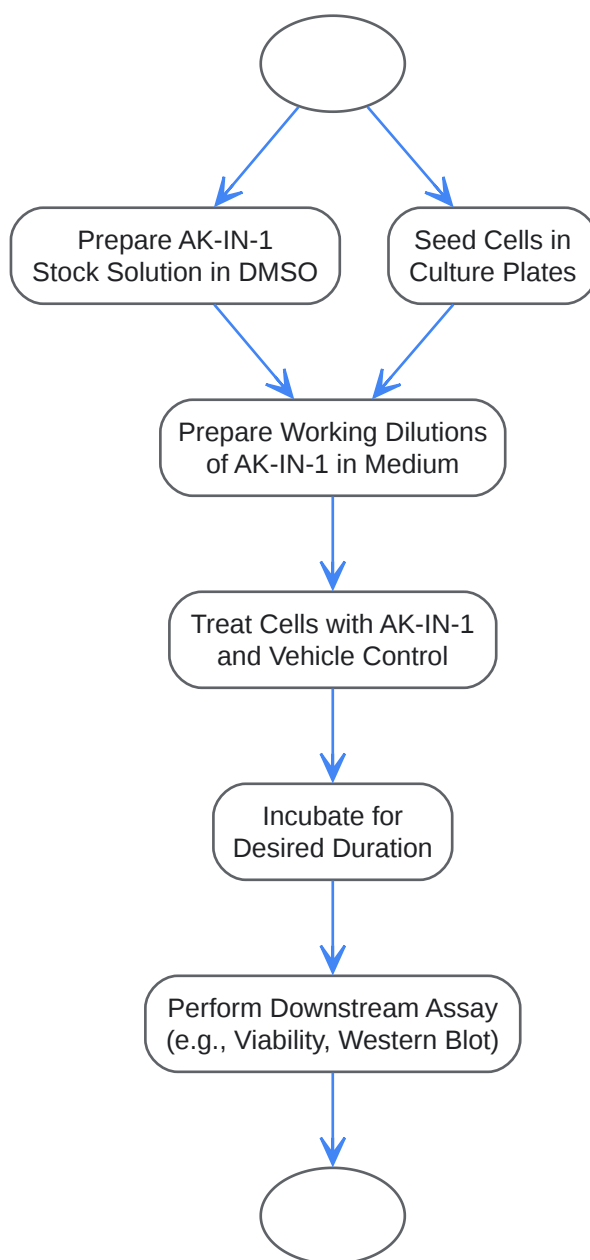 Prepare AK-IN-1
Stock Solution in DMSO
Seed Cells in
Culture Plates
Prepare Working Dilutions
of AK-IN-1 in Medium
Treat Cells with AK-IN-1
and Vehicle Control
Incubate for
Desired Duration
Perform Downstream Assay
(e.g., Viability, Western Blot)